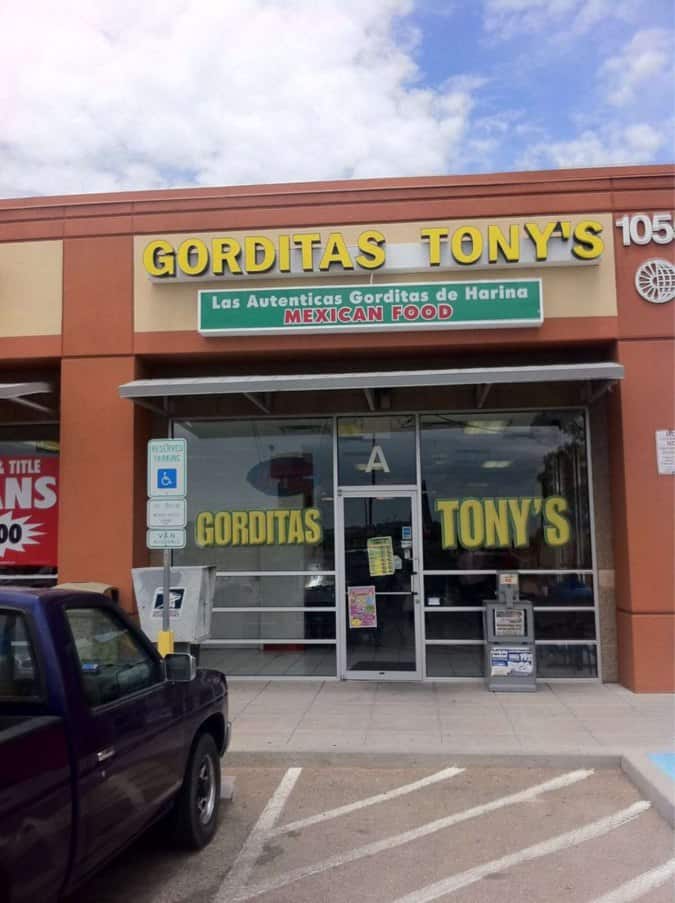 GORDITAS TONY'S
105
Las Autenticas Gorditas de Harina
MEXICAN FOOD
A
RESERVED
PARKING
VAN
& TITLE
ANS
00
GORDITAS
TONY'S